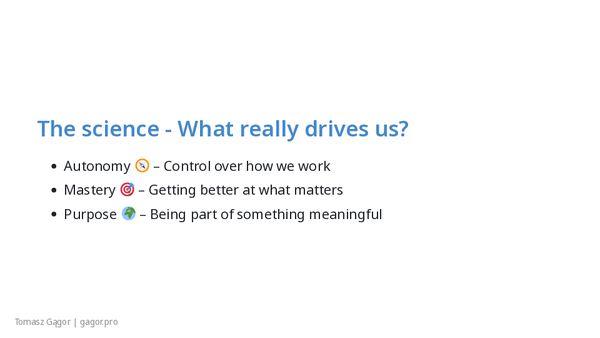 The science - What really drives us?
• Autonomy 🧭 – Control over how we work
• Mastery 🎯 – Getting better at what matters
• Purpose 🌍 – Being part of something meaningful
Tomasz Gągor | gagor.pro